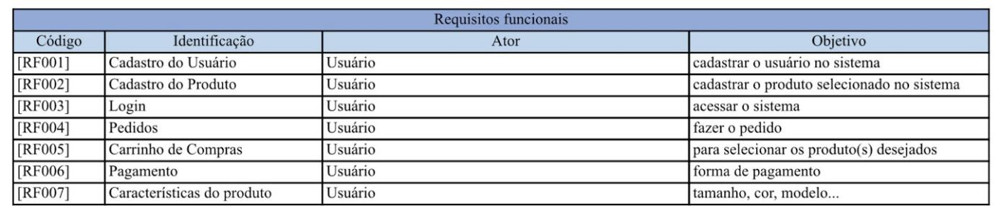 Requisitos funcionais
Código Identificação Ator Objetivo
[RF001] Cadastro do Usuário Usuário cadastrar o usuário no sistema
[RF002] Cadastro do Produto Usuário cadastrar o produto selecionado no sistema
[RF003] Login Usuário acessar o sistema
[RF004] Pedidos Usuário fazer o pedido
[RF005] Carrinho de Compras Usuário para selecionar os produto(s) desejados
[RF006] Pagamento Usuário forma de pagamento
[RF007] Características do produto Usuário tamanho, cor, modelo...